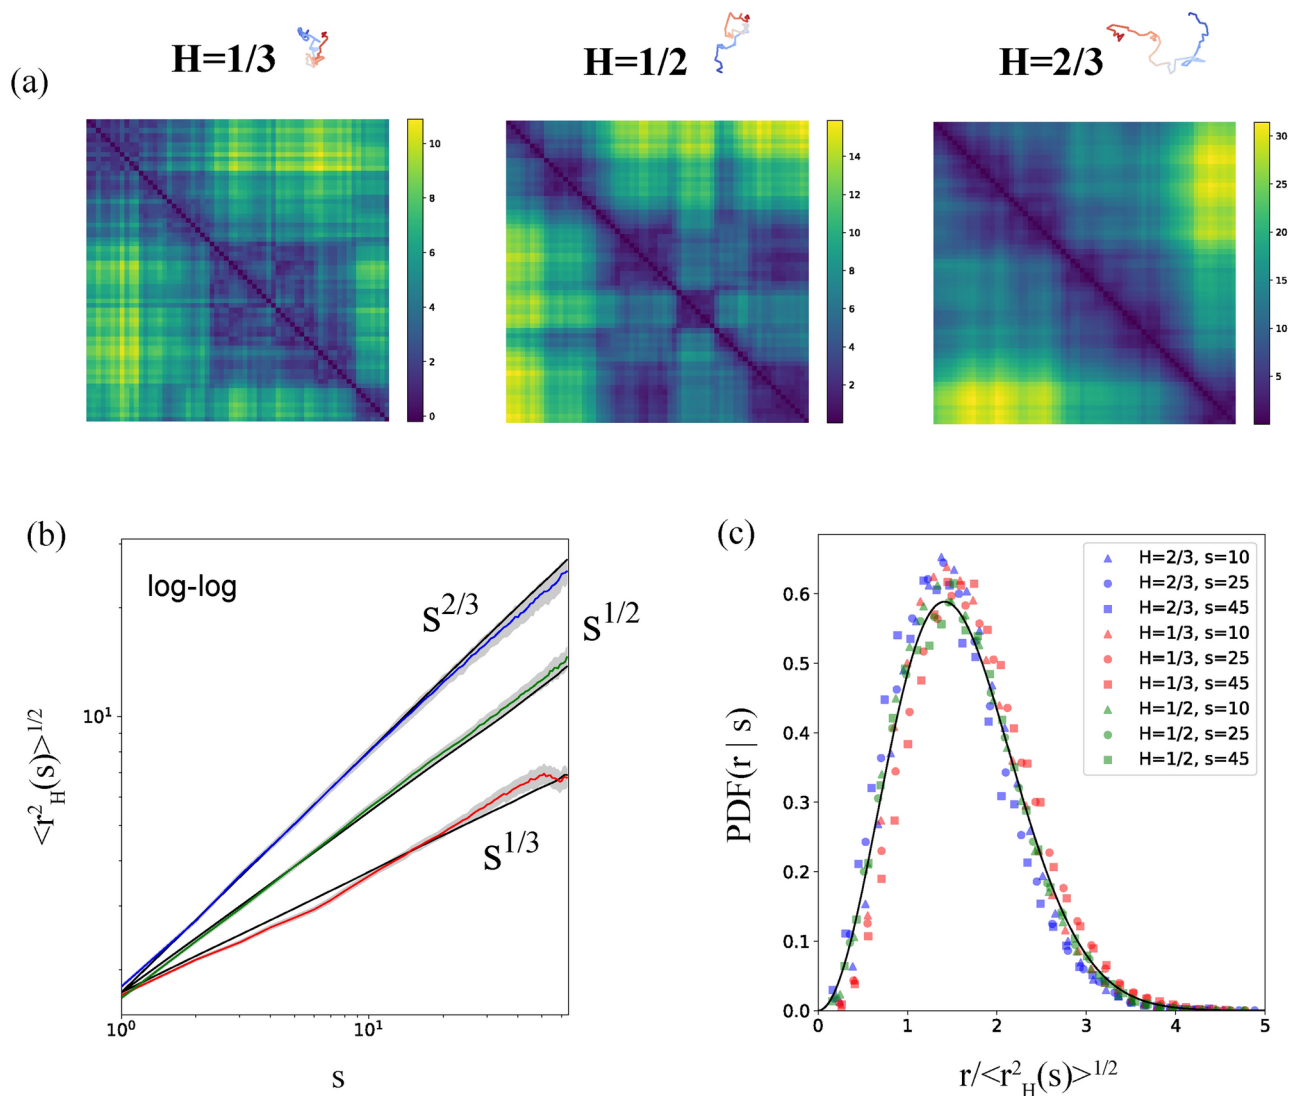 (a)
H=1/3
H=1/2
H=2/3
10
8
6
4
2
0
14
12
10
8
6
4
2
30
25
20
15
10
5
(b)
log-log
S^{2/3}
S^{1/2}
S^{1/3}
10^1
10^0
10^1
<r^2_H(s)>^{1/2}
s
(c)
H=2/3, s=10
H=2/3, s=25
H=2/3, s=45
H=1/3, s=10
H=1/3, s=25
H=1/3, s=45
H=1/2, s=10
H=1/2, s=25
H=1/2, s=45
PDF(r | s)
0.6
0.5
0.4
0.3
0.2
0.1
0.0
0 1 2 3 4 5
r/<r^2_H(s)>^{1/2}